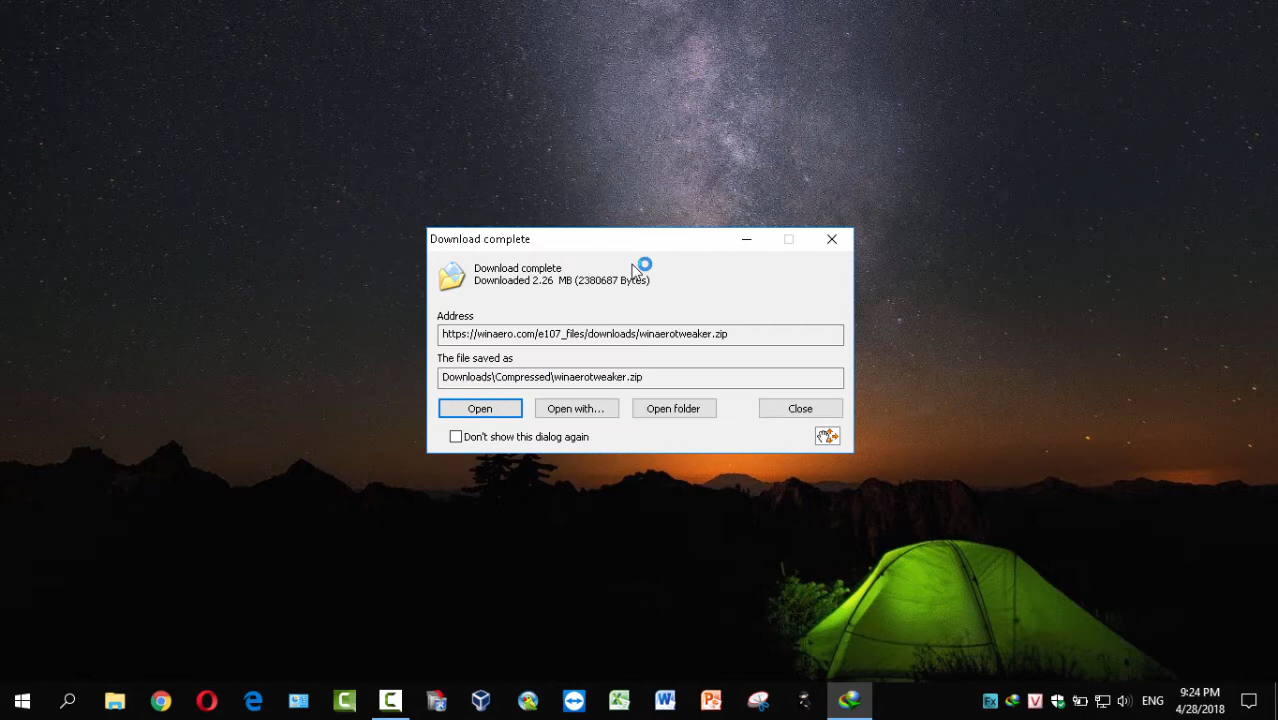 Download complete
Download complete
Downloaded 2.26 MB (2380687 Bytes)
Address
https://winaero.com/e107_files/downloads/winaerotweaker.zip
The file saved as
Downloads\Compressed\winaerotweaker.zip
Open
Open with...
Open folder
Close
Don't show this dialog again
Fx
V
ENG
9:24 PM
4/28/2018